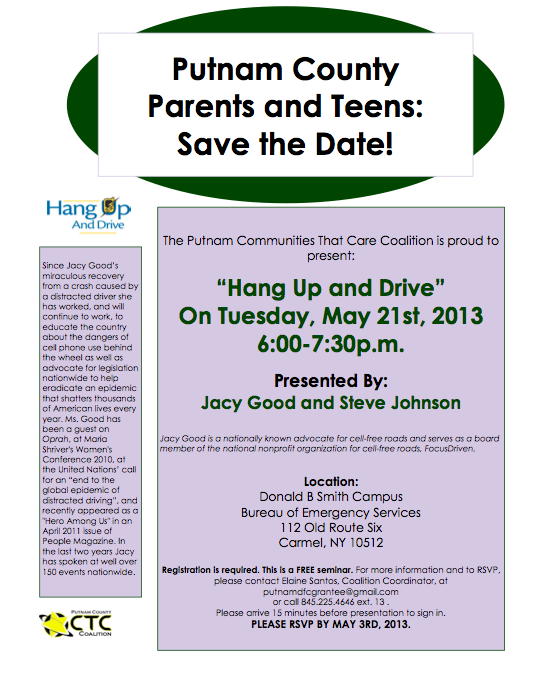 Putnam County
Parents and Teens:
Save the Date!
Hang Up
And Drive
Since Jacy Good's
miraculous recovery
from a crash caused by
a distracted driver she
has worked, and will
continue to work, to
educate the country
about the dangers of
cell phone use behind
the wheel as well as
advocate for legislation
nationwide to help
eradicate an epidemic
that shatters thousands
of American lives every
year. Ms. Good has
been a guest on
Oprah, at Maria
Shriver's Women's
Conference 2010, at
the United Nations' call
for an "end to the
global epidemic of
distracted driving", and
recently appeared as a
"Hero Among Us" in an
April 2011 issue of
People Magazine. In
the last two years Jacy
has spoken at well over
150 events nationwide.
PUTNAM COUNTY
CTC
COALITION
The Putnam Communities That Care Coalition is proud to
present:
"Hang Up and Drive"
On Tuesday, May 21st, 2013
6:00-7:30p.m.
Presented By:
Jacy Good and Steve Johnson
Jacy Good is a nationally known advocate for cell-free roads and serves as a board
member of the national nonprofit organization for cell-free roads, FocusDriven.
Location:
Donald B Smith Campus
Bureau of Emergency Services
112 Old Route Six
Carmel, NY 10512
Registration is required. This is a FREE seminar. For more information and to RSVP,
please contact Elaine Santos, Coalition Coordinator, at
putnamdfcgrantee@gmail.com
or call 845.225.4646 ext. 13 .
Please arrive 15 minutes before presentation to sign in.
PLEASE RSVP BY MAY 3RD, 2013.